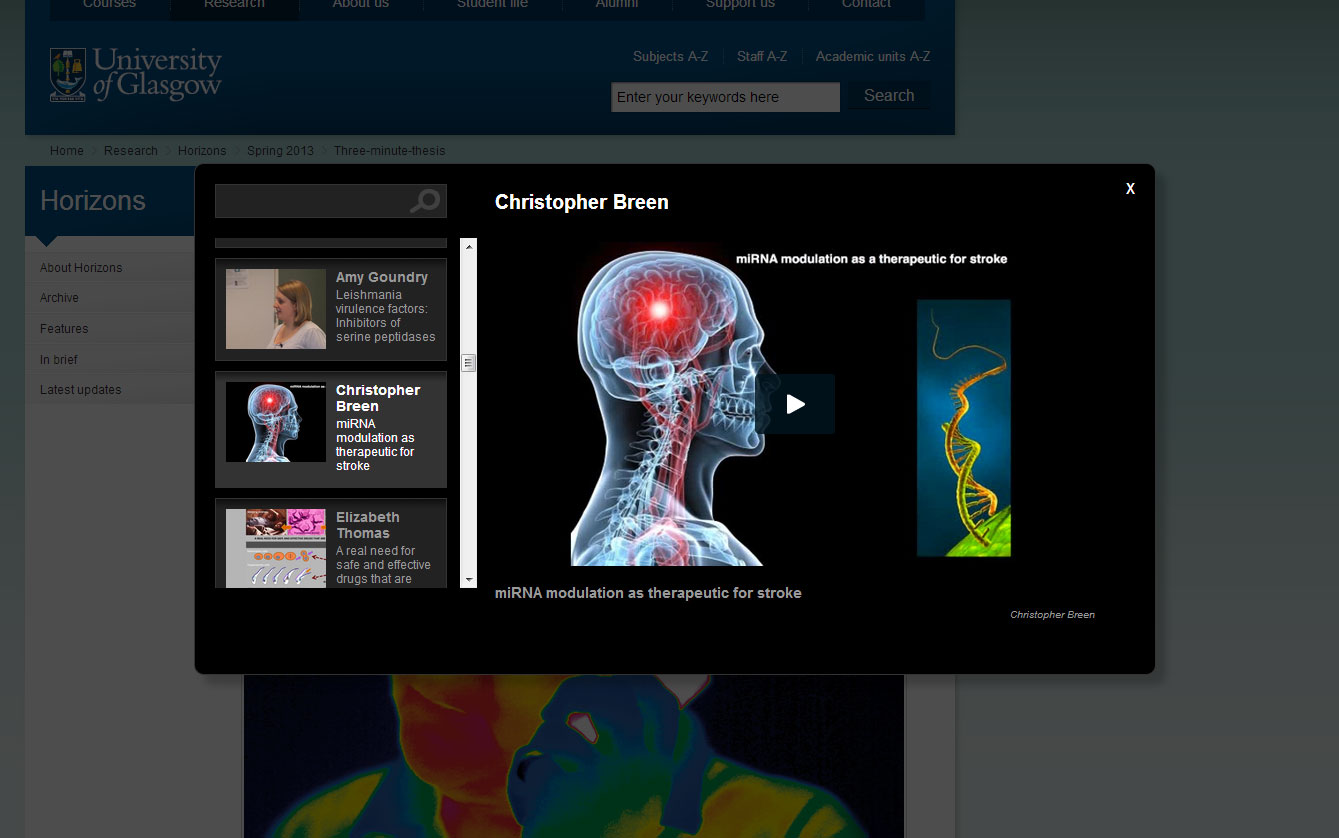 Courses Research About us Student life Alumni Support us Contact
University
of Glasgow
Subjects A-Z Staff A-Z Academic units A-Z
Enter your keywords here Search
Home Research Horizons Spring 2013 Three-minute-thesis
Horizons
About Horizons
Archive
Features
In brief
Latest updates
X
Amy Goundry
Leishmania
virulence factors:
Inhibitors of
serine peptidases
Christopher
Breen
miRNA
modulation as
therapeutic for
stroke
Elizabeth
Thomas
A real need for
safe and effective
drugs that are
Christopher Breen
miRNA modulation as a therapeutic for stroke
miRNA modulation as therapeutic for stroke
Christopher Breen